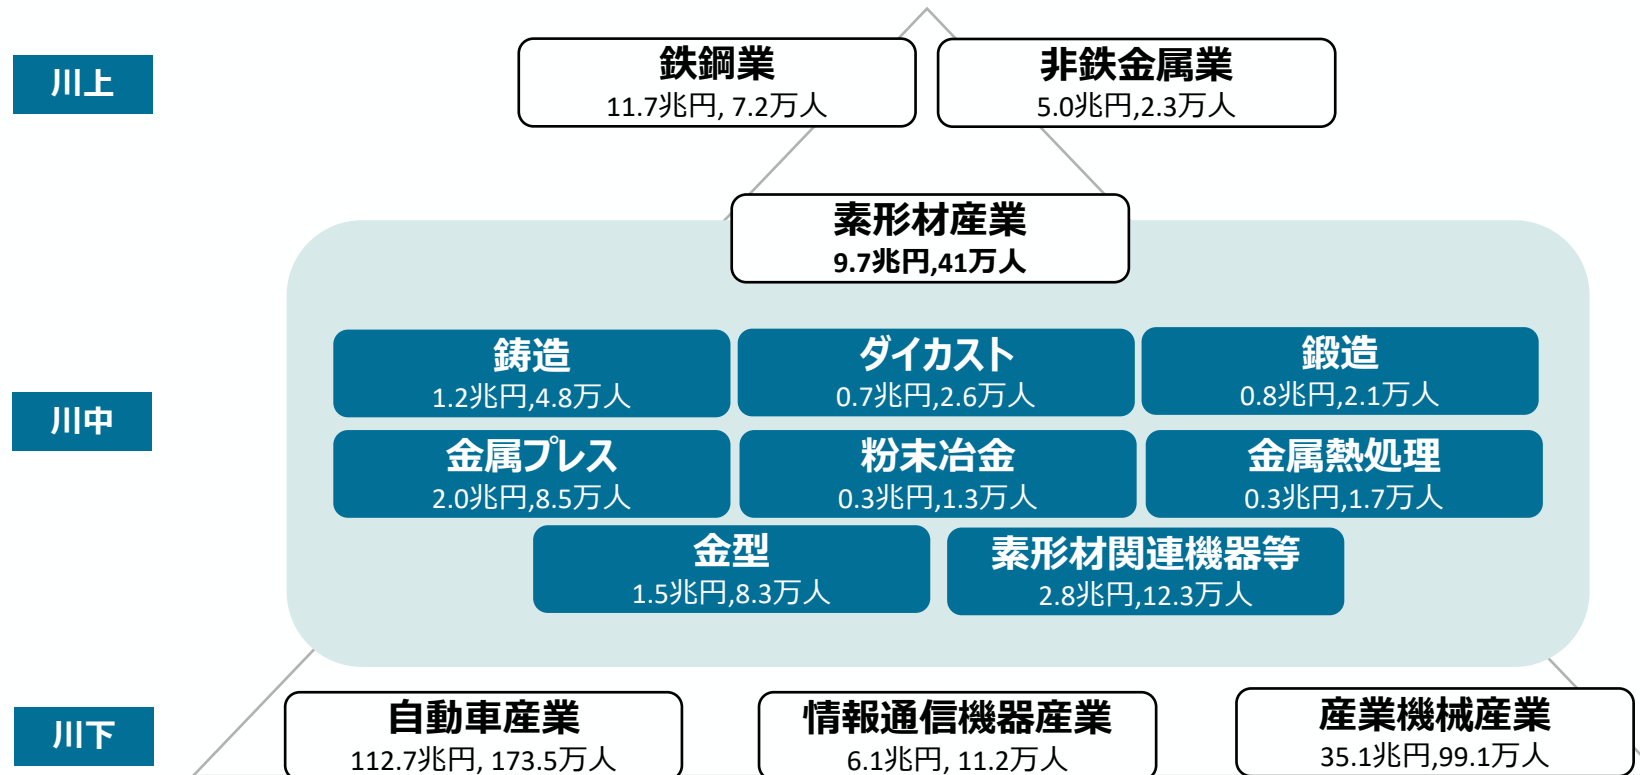 川上
鉄鋼業
11.7兆円, 7.2万人
非鉄金属業
5.0兆円,2.3万人
素形材産業
9.7兆円,41万人
川中
鋳造
1.2兆円,4.8万人
ダイカスト
0.7兆円,2.6万人
鍛造
0.8兆円,2.1万人
金属プレス
2.0兆円,8.5万人
粉末冶金
0.3兆円,1.3万人
金属熱処理
0.3兆円,1.7万人
金型
1.5兆円,8.3万人
素形材関連機器等
2.8兆円,12.3万人
川下
自動車産業
112.7兆円, 173.5万人
情報通信機器産業
6.1兆円, 11.2万人
産業機械産業
35.1兆円,99.1万人